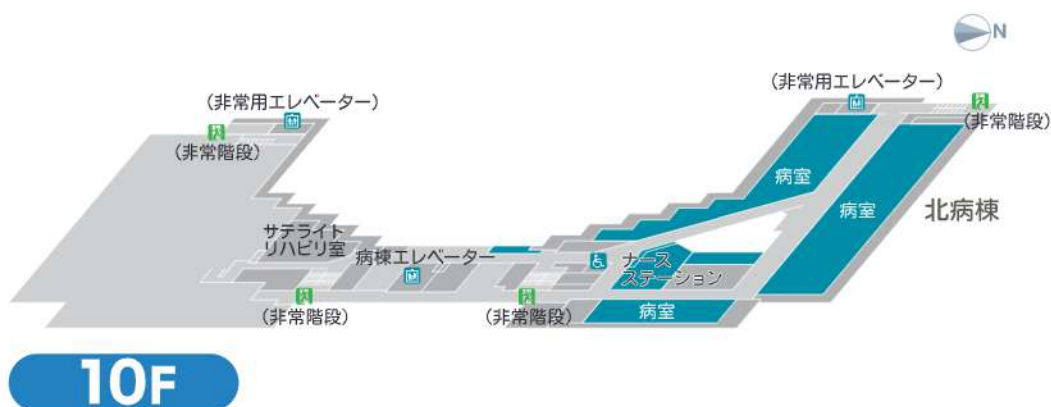 N
（非常用エレベーター）
（非常階段）
（非常用エレベーター）
（非常階段）
病室
病室
北病棟
サテライト
リハビリ室
病棟エレベーター
ナース
ステーション
（非常階段）
（非常階段）
病室
10F